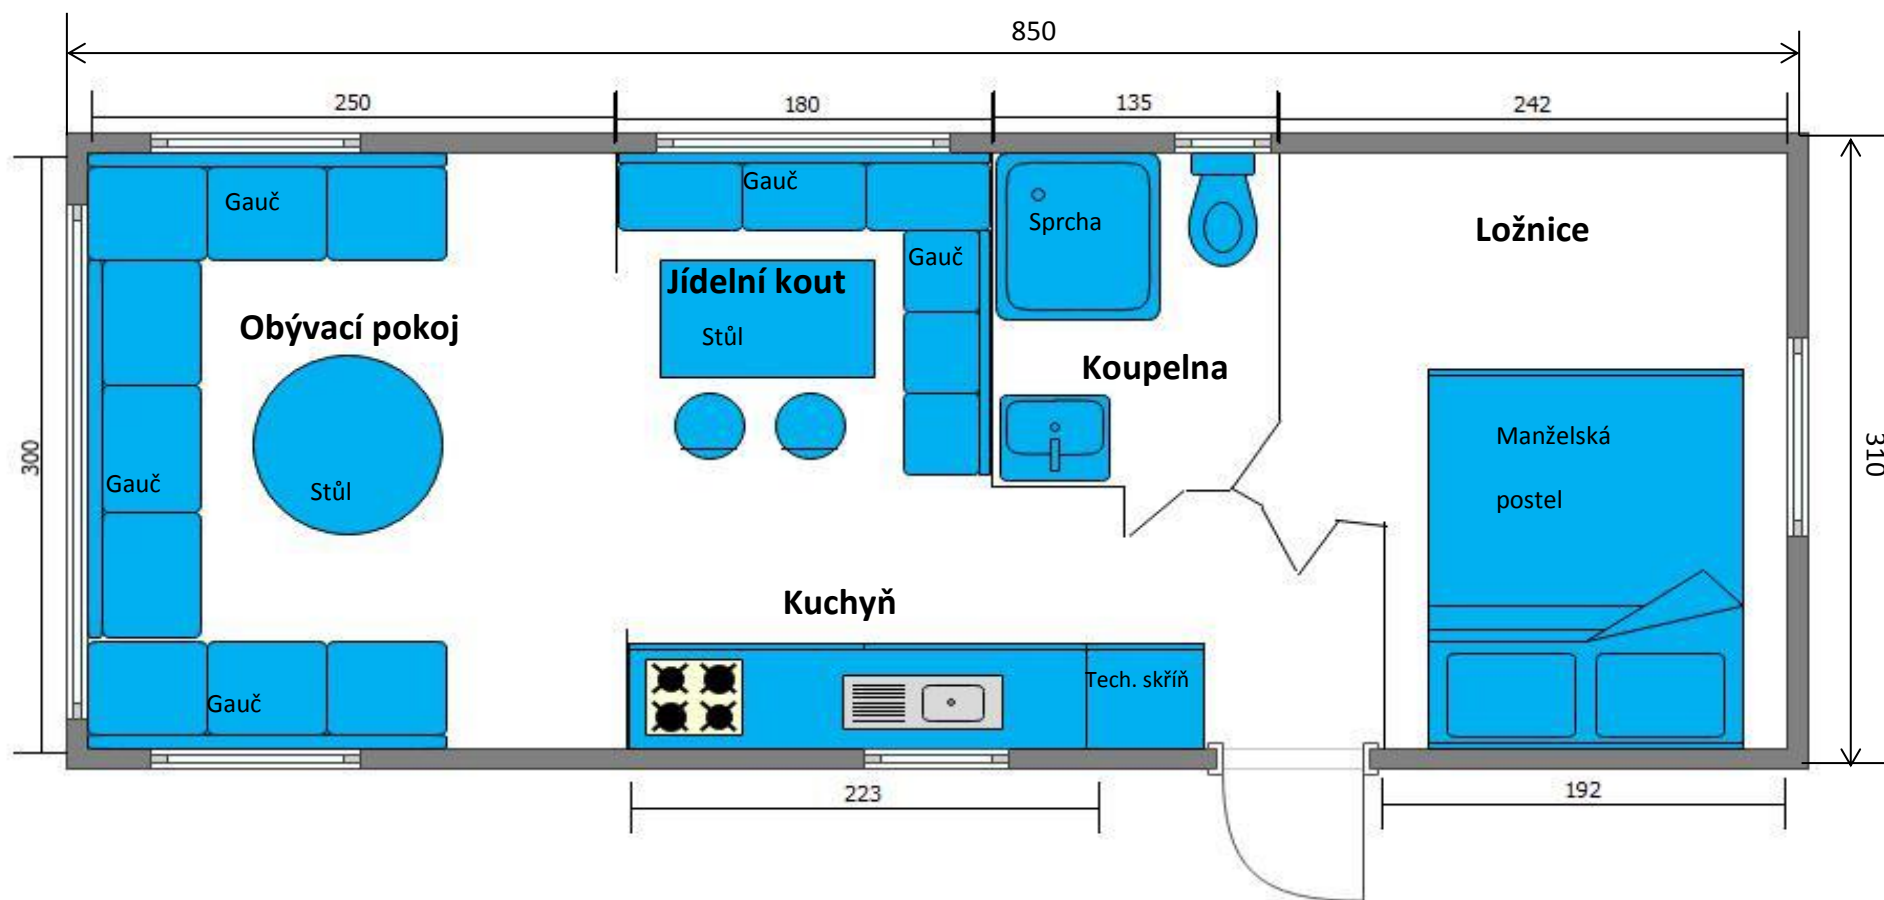 850
250
180
135
242
Gauč
Gauč
Sprcha
Ložnice
Gauč
Jídelní kout
Obývací pokoj
Stůl
Koupelna
Manželská
postel
300
310
Gauč
Stůl
Kuchyň
Tech. skříň
Gauč
223
192